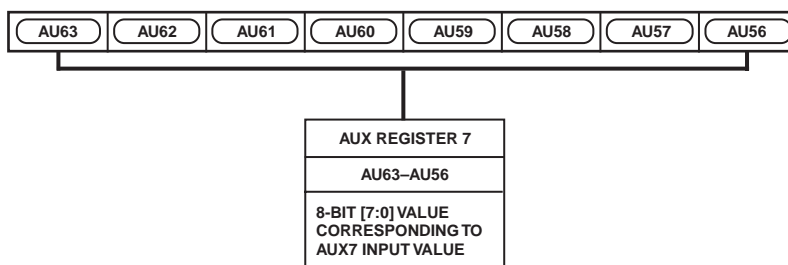 AU63 AU62 AU61 AU60 AU59 AU58 AU57 AU56
AUX REGISTER 7
AU63–AU56
8-BIT [7:0] VALUE
CORRESPONDING TO
AUX7 INPUT VALUE